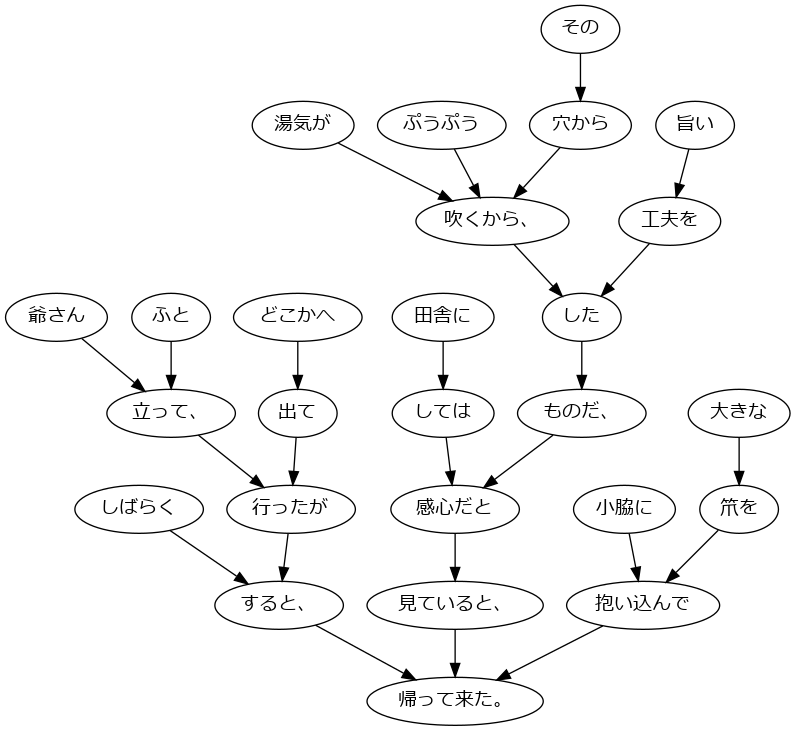 その
湯気が ぷうぷう 穴から 旨い
吹くから、 工夫を
爺さん ふと どこかへ 田舎に した
立って、 出て しては ものだ、 大きな
しばらく 行ったが 感心だと 小脇に 笊を
すると、 見ていると、 抱い込んで
帰って来た。